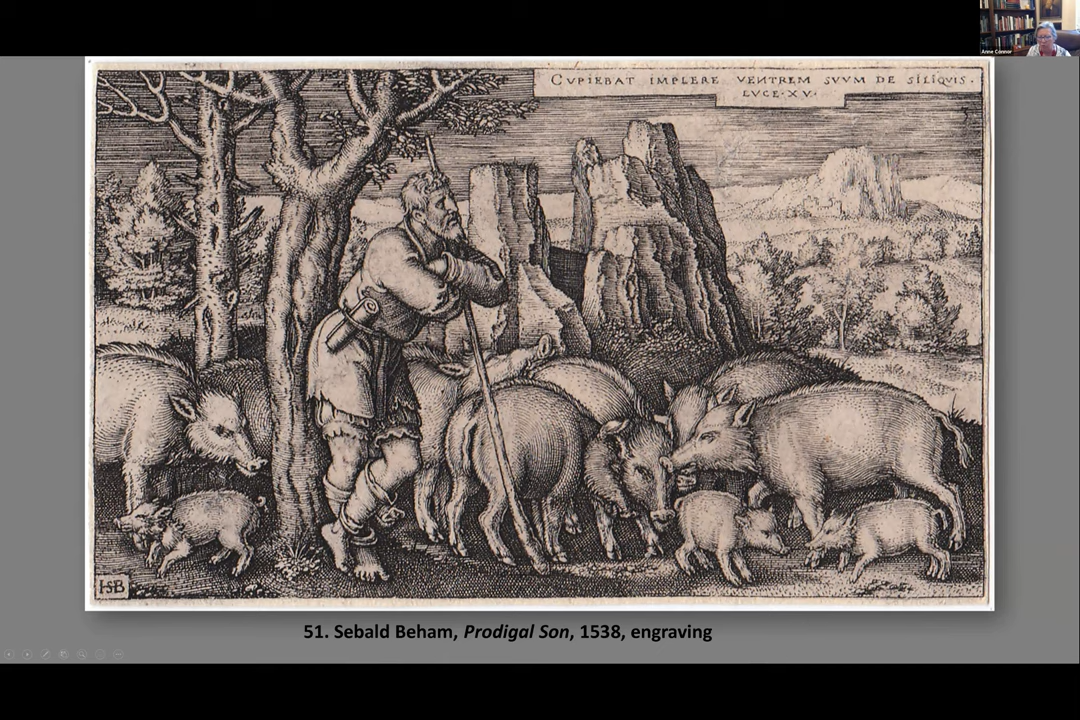 Anne Connor
CVPIEBAT IMPLERE VENTREM SVVM DE SILIQVIS.
LVCE·XV·
HSB
51. Sebald Beham, Prodigal Son, 1538, engraving